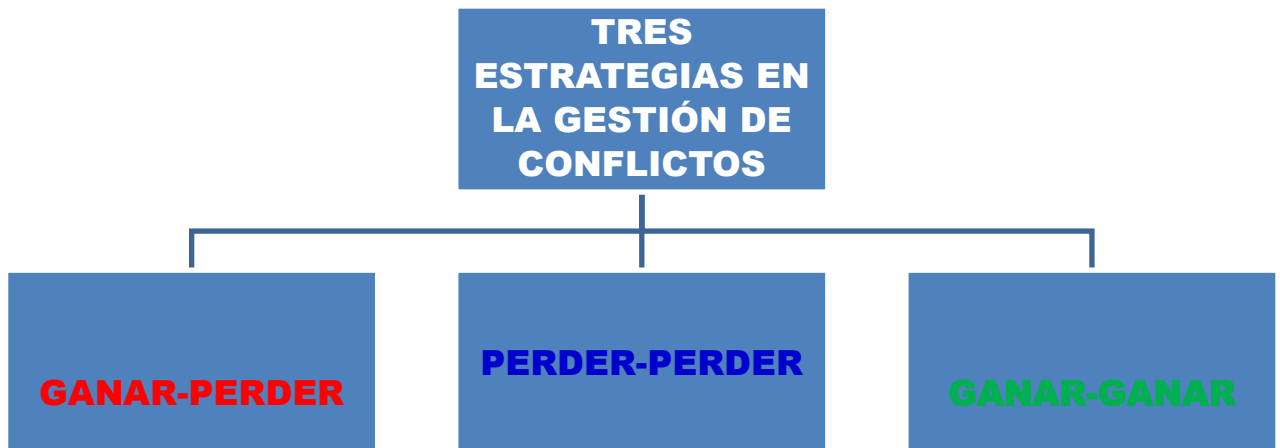 TRES
ESTRATEGIAS EN
LA GESTIÓN DE
CONFLICTOS
GANAR-PERDER
PERDER-PERDER
GANAR-GANAR